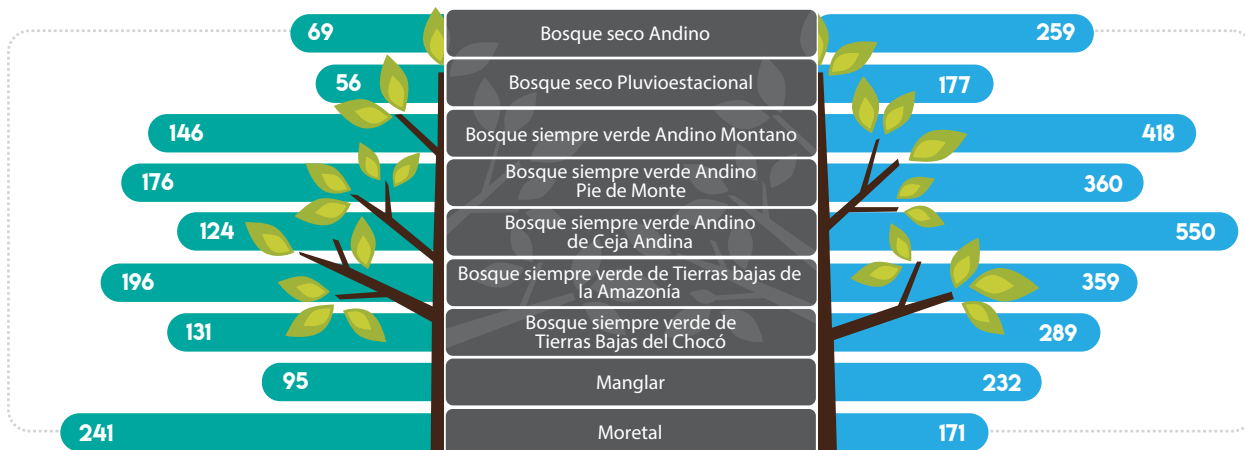 69
Bosque seco Andino
259
56
Bosque seco Pluvioestacional
177
146
Bosque siempre verde Andino Montano
418
176
Bosque siempre verde Andino
Pie de Monte
360
124
Bosque siempre verde Andino
de Ceja Andina
550
196
Bosque siempre verde de Tierras bajas de
la Amazonía
359
131
Bosque siempre verde de
Tierras Bajas del Chocó
289
95
Manglar
232
241
Moretal
171